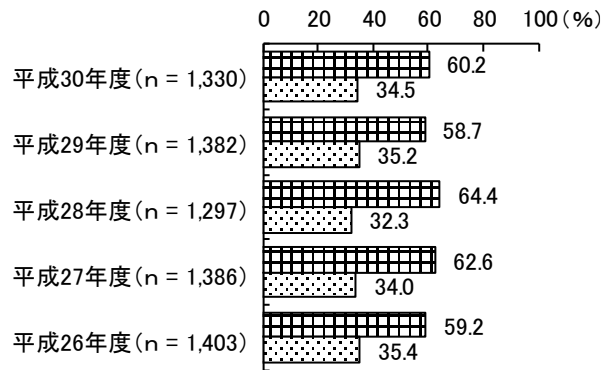 0 20 40 60 80 100(%)
平成30年度(n = 1,330) 60.2
34.5
平成29年度(n = 1,382) 58.7
35.2
平成28年度(n = 1,297) 64.4
32.3
平成27年度(n = 1,386) 62.6
34.0
平成26年度(n = 1,403) 59.2
35.4